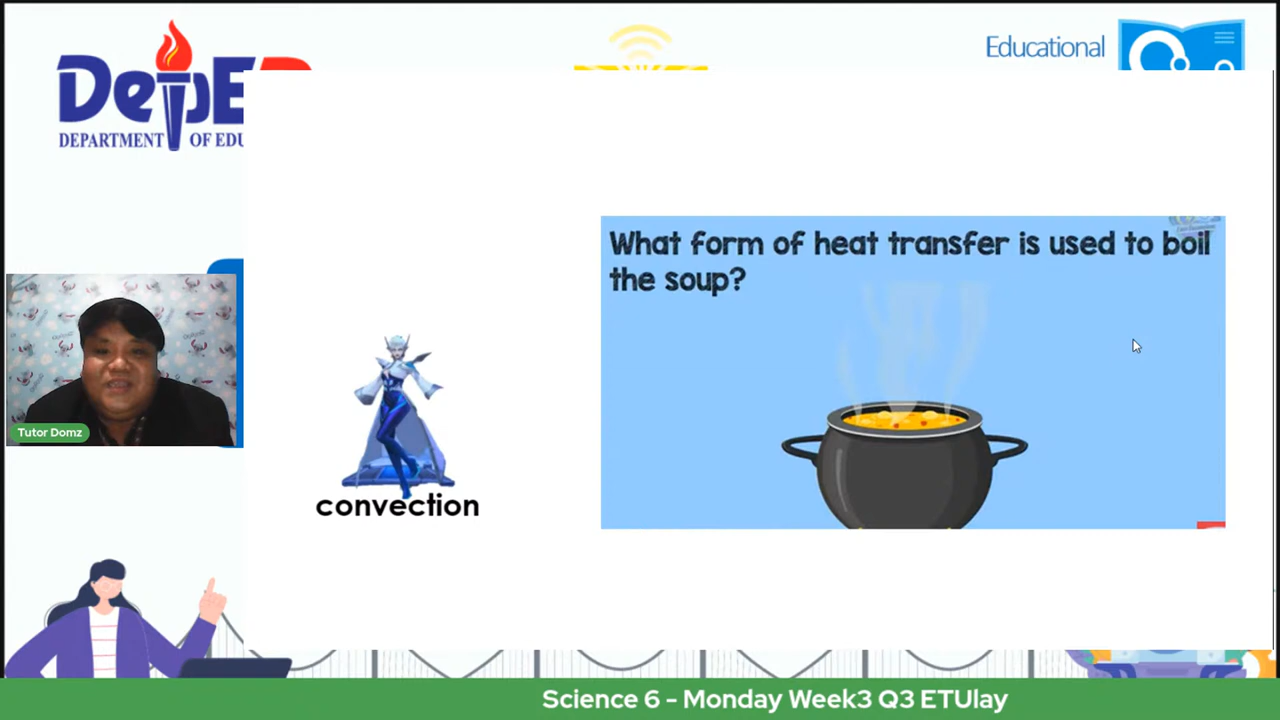 DepE
DEPARTMENT OF EDU
Educational
What form of heat transfer is used to boil
the soup?
Tutor Domz
convection
Science 6 - Monday Week3 Q3 ETUlay